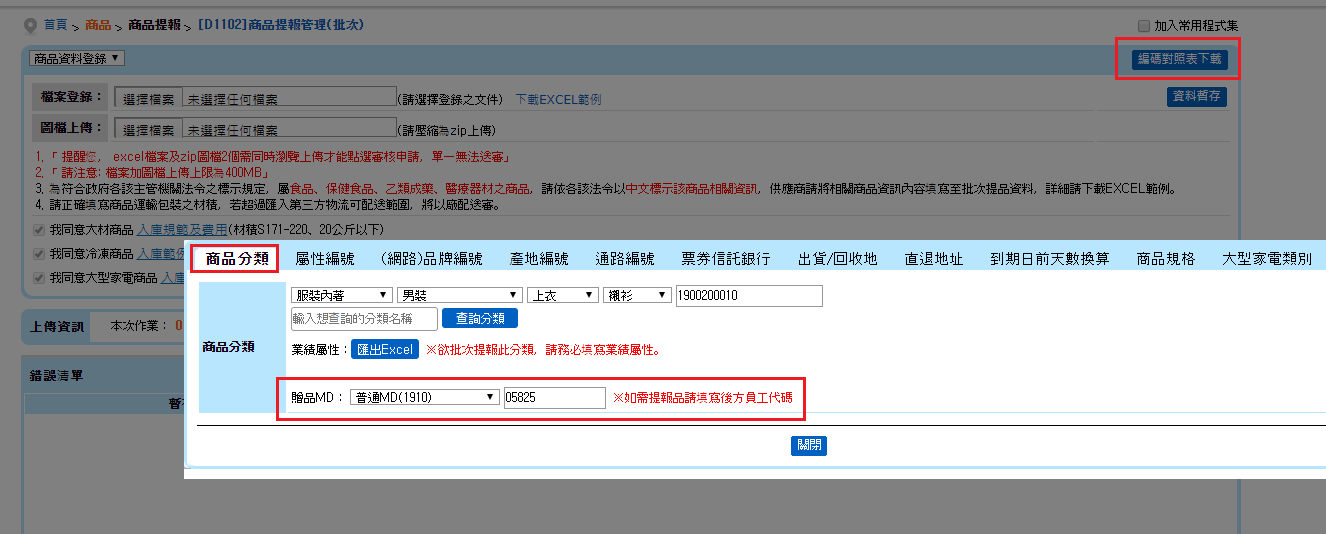 首頁 > 商品 > 商品提報 > [D1102]商品提報管理(批次)
加入常用程式集
商品資料登錄 ▼
編碼對照表下載
檔案登錄： 選擇檔案 未選擇任何檔案 (請選擇登錄之文件) 下載EXCEL範例
資料暫存
圖檔上傳： 選擇檔案 未選擇任何檔案 (請壓縮為zip上傳)
1.「 提醒您， excel檔案及zip圖檔2個需同時瀏覽上傳才能點選審核申請, 單一無法送審」
2.「 請注意: 檔案加圖檔上傳上限為400MB」
3. 為符合政府各該主管機關法令之標示規定, 屬食品、保健食品、乙類成藥、醫療器材之商品, 請依各該法令以中文標示該商品相關資訊, 供應商請將相關商品資訊內容填寫至批次提品資料, 詳細請下載EXCEL範例。
4. 請正確填寫商品運輸包裝之材積, 若超過匯入第三方物流可配送範圍, 將以廠配送審。
我同意大材商品 入庫規範及費用(材積S171-220、20公斤以下)
我同意冷凍商品 入庫範
我同意大型家電商品 入庫
上傳資訊 本次作業：
錯誤清單
暫
商品分類 屬性編號 (網路)品牌編號 產地編號 通路編號 票券信託銀行 出貨/回收地 直退地址 到期日前天數換算 商品規格 大型家電類別
服裝內著 ▼ 男裝 ▼ 上衣 ▼ 襯衫 ▼ 1900200010
輸入想查詢的分類名稱 查詢分類
商品分類
業績屬性： 匯出Excel ※欲批次提報此分類, 請務必填寫業績屬性。
贈品MD： 普通MD(1910) ▼ 05825 ※如需提報品請填寫後方員工代碼
關閉